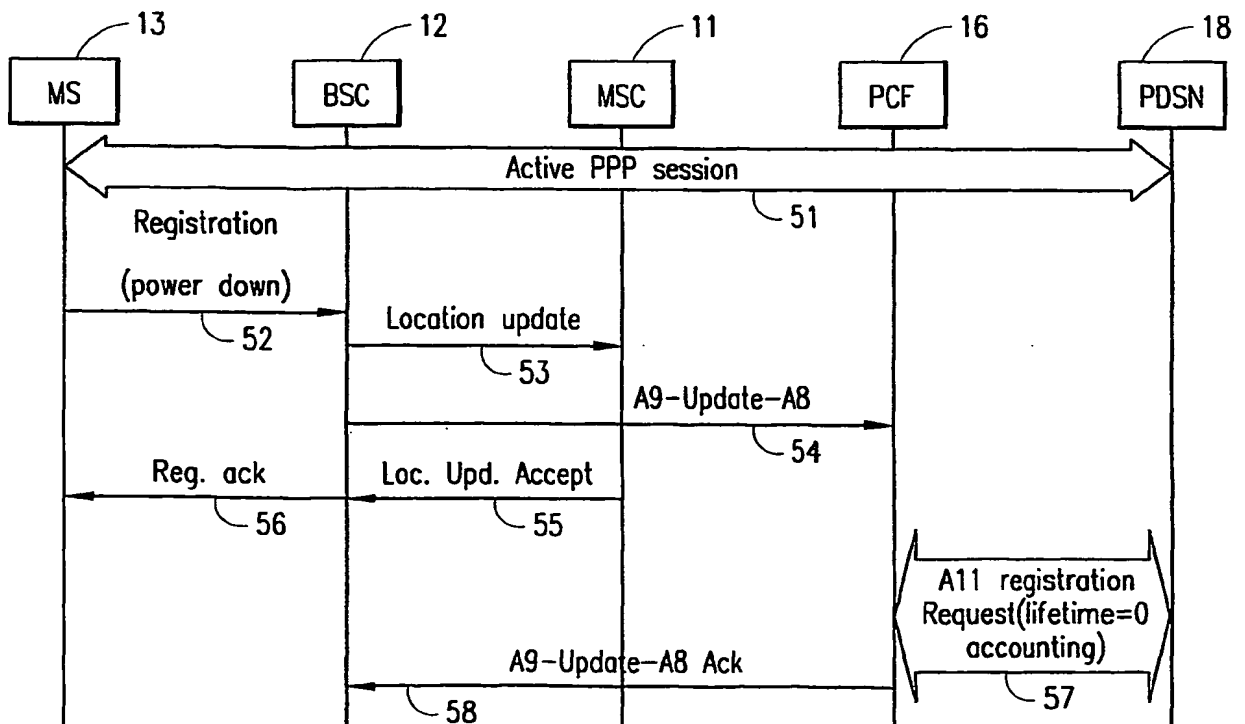 13
12
11
16
18
MS
BSC
MSC
PCF
PDSN
Active PPP session
51
Registration
(power down)
52
Location update
53
A9-Update-A8
54
Reg. ack
56
Loc. Upd. Accept
55
A11 registration
Request(lifetime=0
accounting)
57
A9-Update-A8 Ack
58